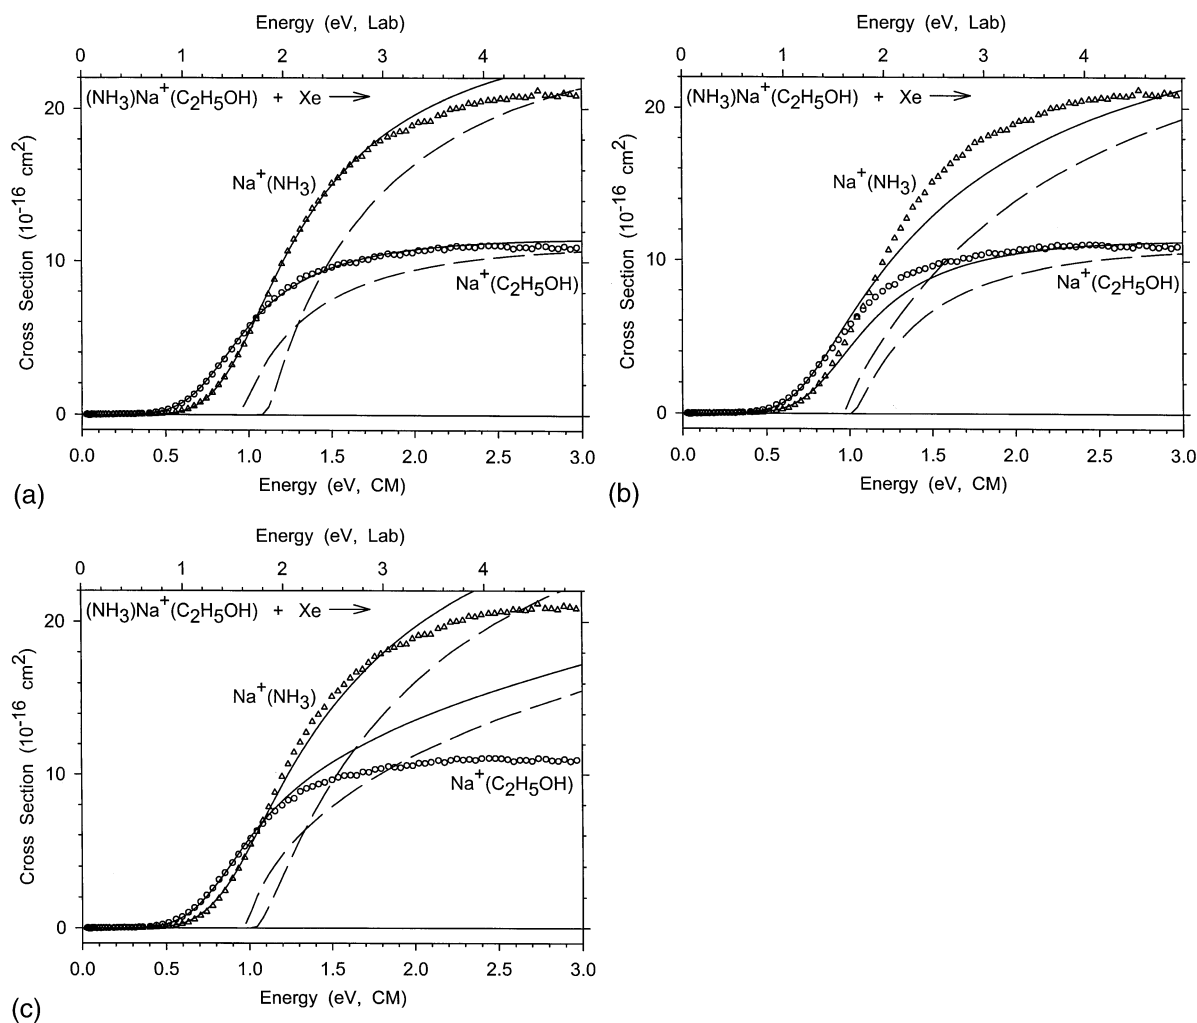 Energy (eV, Lab)
0 1 2 3 4
(NH3)Na+(C2H5OH) + Xe ⟶
20
Na+(NH3)
10
Na+(C2H5OH)
0
Cross Section (10-16 cm2)
0.0 0.5 1.0 1.5 2.0 2.5 3.0
Energy (eV, CM)
(a)
Energy (eV, Lab)
0 1 2 3 4
(NH3)Na+(C2H5OH) + Xe ⟶
20
Na+(NH3)
10
Na+(C2H5OH)
0
Cross Section (10-16 cm2)
0.0 0.5 1.0 1.5 2.0 2.5 3.0
Energy (eV, CM)
(b)
Energy (eV, Lab)
0 1 2 3 4
(NH3)Na+(C2H5OH) + Xe ⟶
20
Na+(NH3)
10
Na+(C2H5OH)
0
Cross Section (10-16 cm2)
0.0 0.5 1.0 1.5 2.0 2.5 3.0
Energy (eV, CM)
(c)